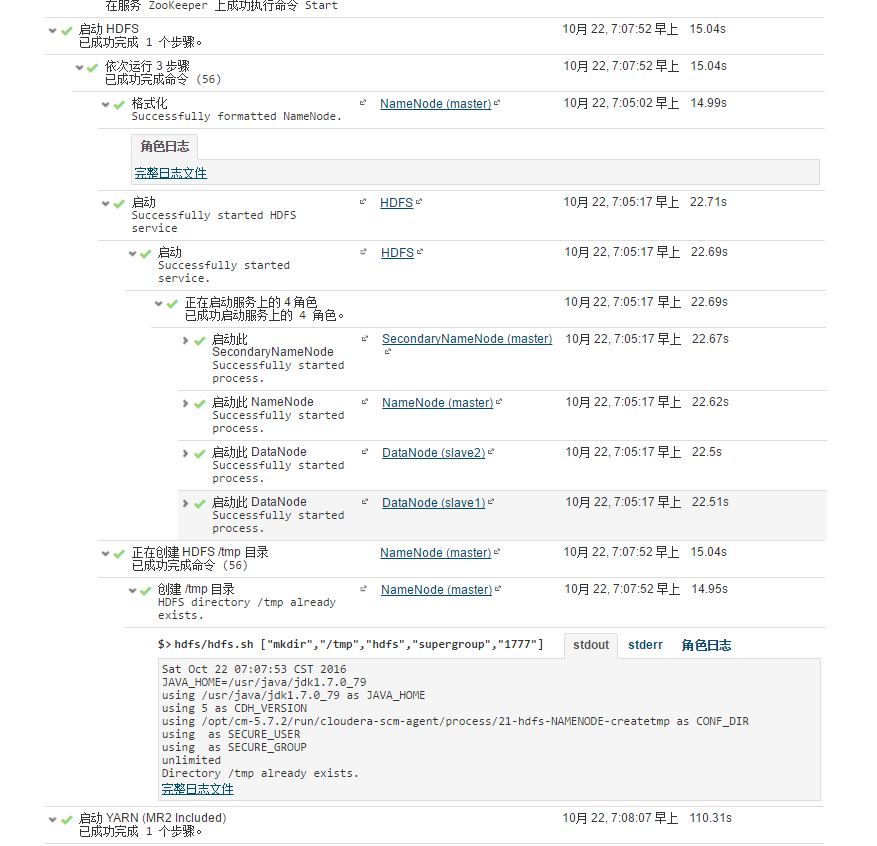 在服务 ZooKeeper 上成功执行命令 Start
启动 HDFS 10月 22, 7:07:52 早上 15.04s
已成功完成 1 个步骤。
依次运行 3 步骤 10月 22, 7:07:52 早上 15.04s
已成功完成命令 (56)
格式化 NameNode (master) 10月 22, 7:05:02 早上 14.99s
Successfully formatted NameNode.
角色日志
完整日志文件
启动 HDFS 10月 22, 7:05:17 早上 22.71s
Successfully started HDFS
service
启动 HDFS 10月 22, 7:05:17 早上 22.69s
Successfully started
service.
正在启动服务上的 4 角色 10月 22, 7:05:17 早上 22.69s
已成功启动服务上的 4 角色。
启动此 SecondaryNameNode (master) 10月 22, 7:05:17 早上 22.67s
SecondaryNameNode
Successfully started
process.
启动此 NameNode NameNode (master) 10月 22, 7:05:17 早上 22.62s
Successfully started
process.
启动此 DataNode DataNode (slave2) 10月 22, 7:05:17 早上 22.5s
Successfully started
process.
启动此 DataNode DataNode (slave1) 10月 22, 7:05:17 早上 22.51s
Successfully started
process.
正在创建 HDFS /tmp 目录 NameNode (master) 10月 22, 7:07:52 早上 15.04s
已成功完成命令 (56)
创建 /tmp 目录 NameNode (master) 10月 22, 7:07:52 早上 14.95s
HDFS directory /tmp already
exists.
$> hdfs/hdfs.sh ["mkdir","/tmp","hdfs","supergroup","1777"] stdout stderr 角色日志
Sat Oct 22 07:07:53 CST 2016
JAVA_HOME=/usr/java/jdk1.7.0_79
using /usr/java/jdk1.7.0_79 as JAVA_HOME
using 5 as CDH_VERSION
using /opt/cm-5.7.2/run/cloudera-scm-agent/process/21-hdfs-NAMENODE-createtmp as CONF_DIR
using  as SECURE_USER
using  as SECURE_GROUP
unlimited
Directory /tmp already exists.
完整日志文件
启动 YARN (MR2 Included) 10月 22, 7:08:07 早上 110.31s
已成功完成 1 个步骤。